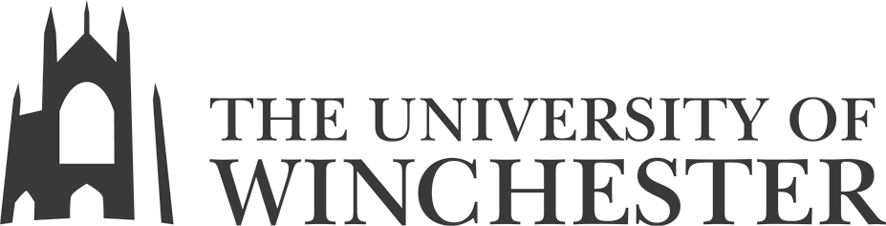 THE UNIVERSITY OF
WINCHESTER